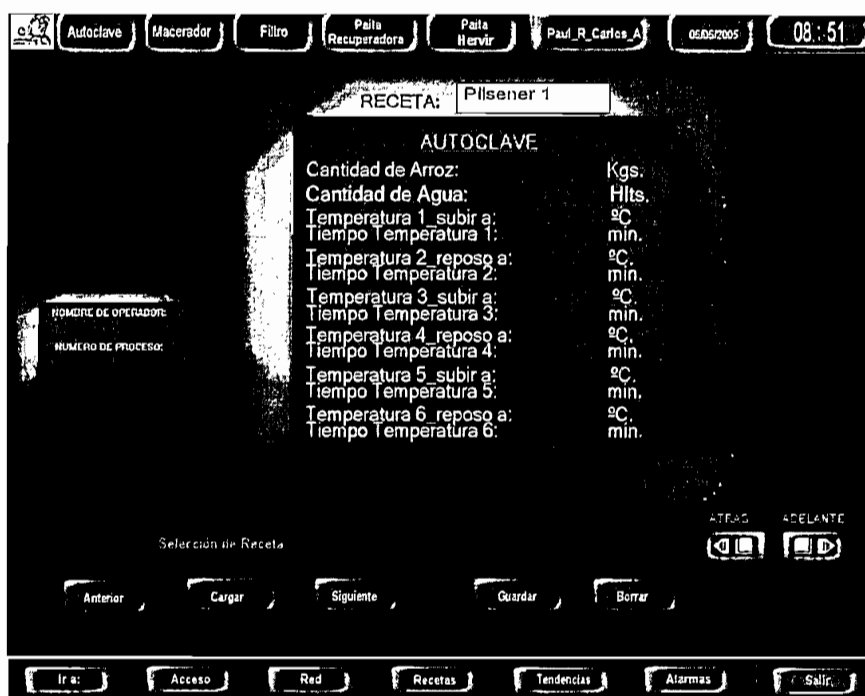 Autoclave Macerador Filtro Paila Recuperadora Paila Hervir Paul_R_Carlos_A 06/06/2005 08:51
RECETA: Pilsener 1
AUTOCLAVE
Cantidad de Arroz: Kgs.
Cantidad de Agua: Hlts.
Temperatura 1_subir a: ºC
Tiempo Temperatura 1: min.
Temperatura 2_reposo a: ºC.
Tiempo Temperatura 2: min.
Temperatura 3_subir a: ºC.
Tiempo Temperatura 3: min.
Temperatura 4_reposo a: ºC.
Tiempo Temperatura 4: min.
Temperatura 5_subir a: ºC.
Tiempo Temperatura 5: min.
Temperatura 6_reposo a: ºC.
Tiempo Temperatura 6: min.
NOMBRE DE OPERADOR:
NUMERO DE PROCESO:
ATRAS ADELANTE
Selección de Receta
Anterior Cargar Siguiente Guardar Borrar
Ir a: Acceso Red Recetas Tendencias Alarmas Salir